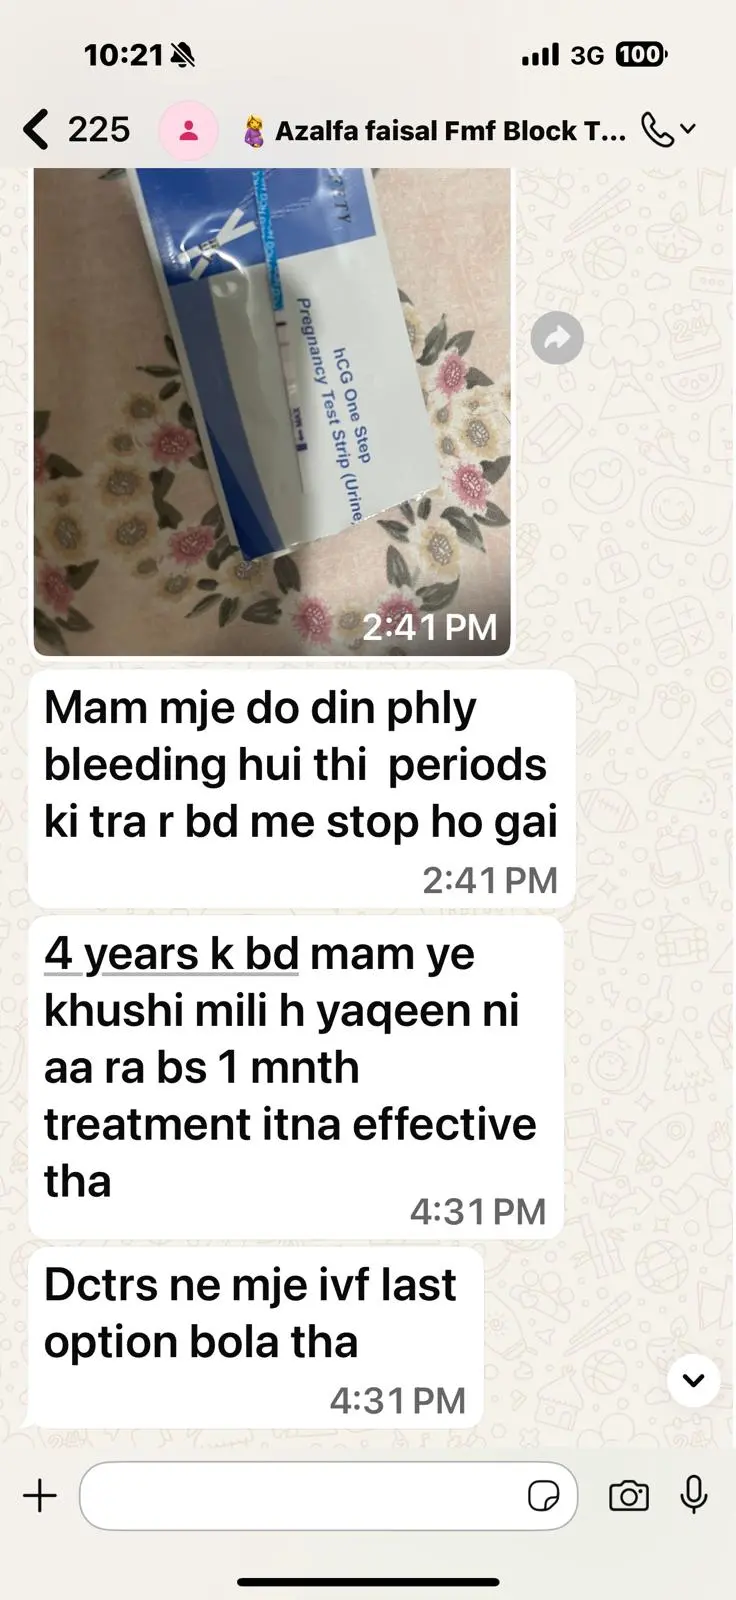 10:21
3G 100
225
Azalfa faisal Fmf Block T...
hCG One Step
Pregnancy Test Strip (Urine
2:41 PM
Mam mje do din phly
bleeding hui thi periods
ki tra r bd me stop ho gai
2:41 PM
4 years k bd mam ye
khushi mili h yaqeen ni
aa ra bs 1 mnth
treatment itna effective
tha
4:31 PM
Dctrs ne mje ivf last
option bola tha
4:31 PM